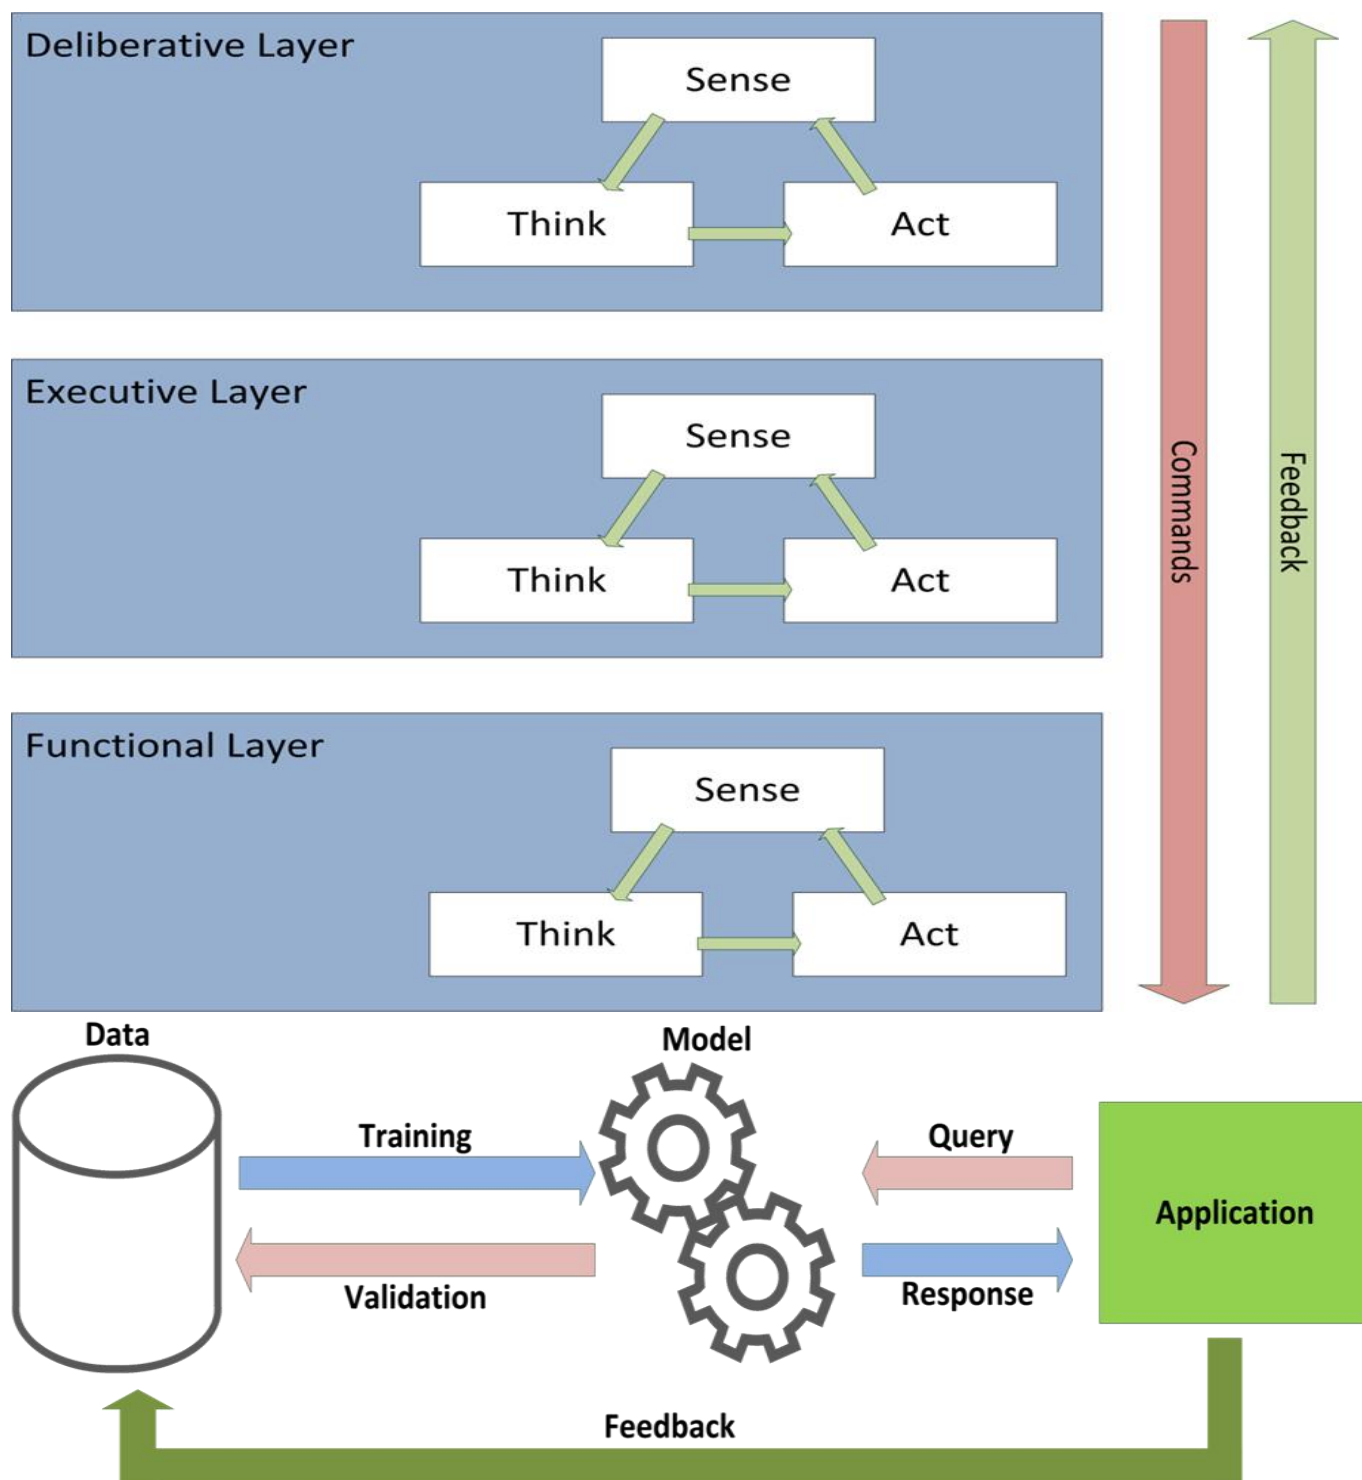 Deliberative Layer
Sense
Think
Act
Executive Layer
Sense
Think
Act
Functional Layer
Sense
Think
Act
Commands
Feedback
Data
Model
Training
Query
Application
Validation
Response
Feedback